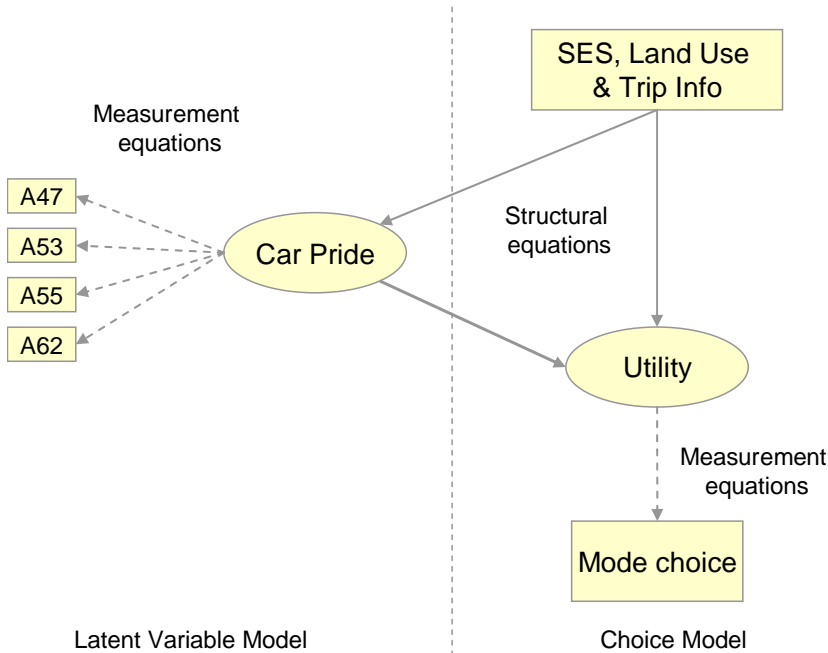 SES, Land Use
& Trip Info
Measurement
equations
A47
A53
A55
A62
Car Pride
Structural
equations
Utility
Measurement
equations
Mode choice
Latent Variable Model
Choice Model